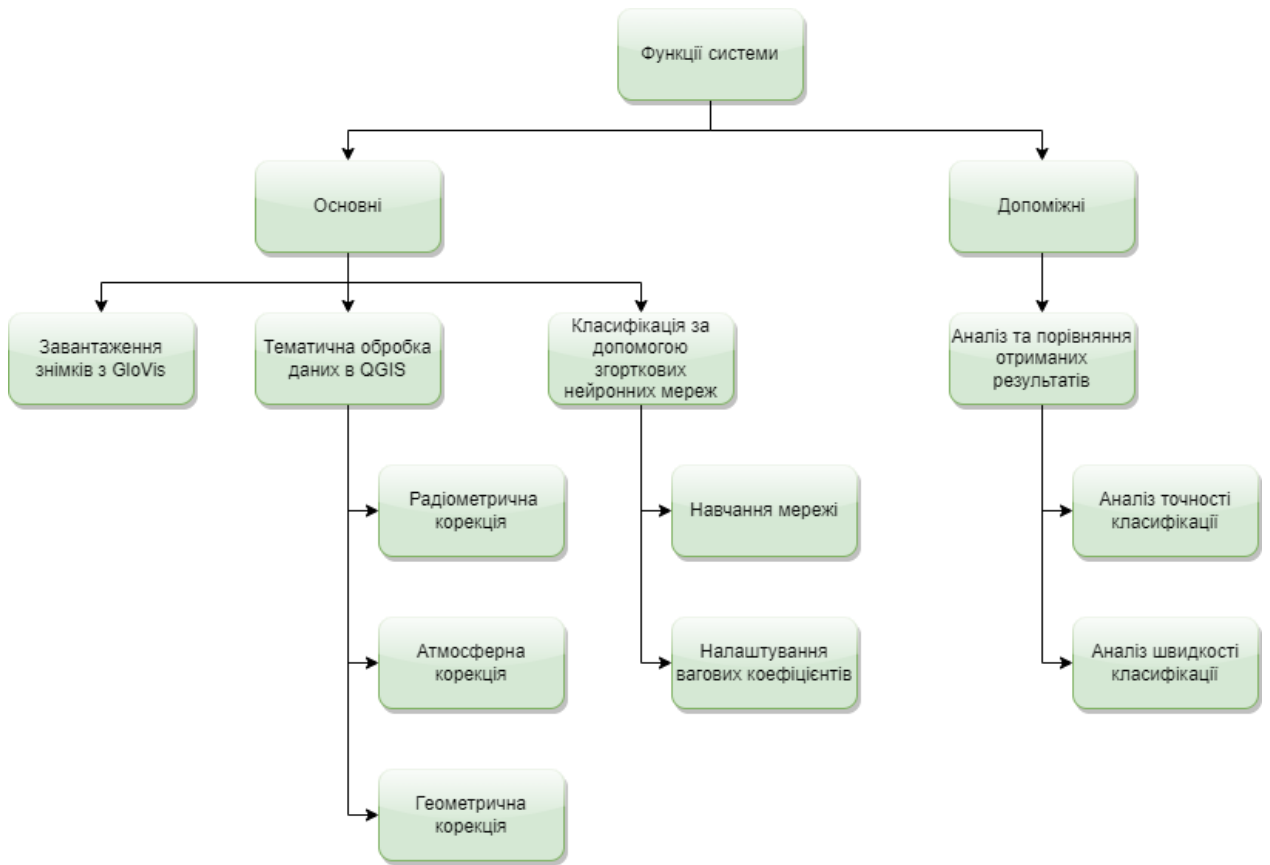 Функції системи
Основні
Допоміжні
Завантаження
знімків з GloVis
Тематична обробка
даних в QGIS
Класифікація за
допомогою
згорткових
нейронних мереж
Аналіз та порівняння
отриманих
результатів
Радіометрична
корекція
Навчання мережі
Аналіз точності
класифікації
Атмосферна
корекція
Налаштування
вагових коефіцієнтів
Аналіз швидкості
класифікації
Геометрична
корекція